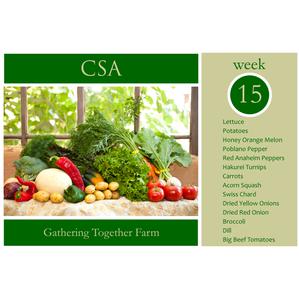 CSA
Gathering Together Farm
week
15
Lettuce
Potatoes
Honey Orange Melon
Poblano Pepper
Red Anaheim Peppers
Hakurei Turnips
Carrots
Acorn Squash
Swiss Chard
Dried Yellow Onions
Dried Red Onion
Broccoli
Dill
Big Beef Tomatoes